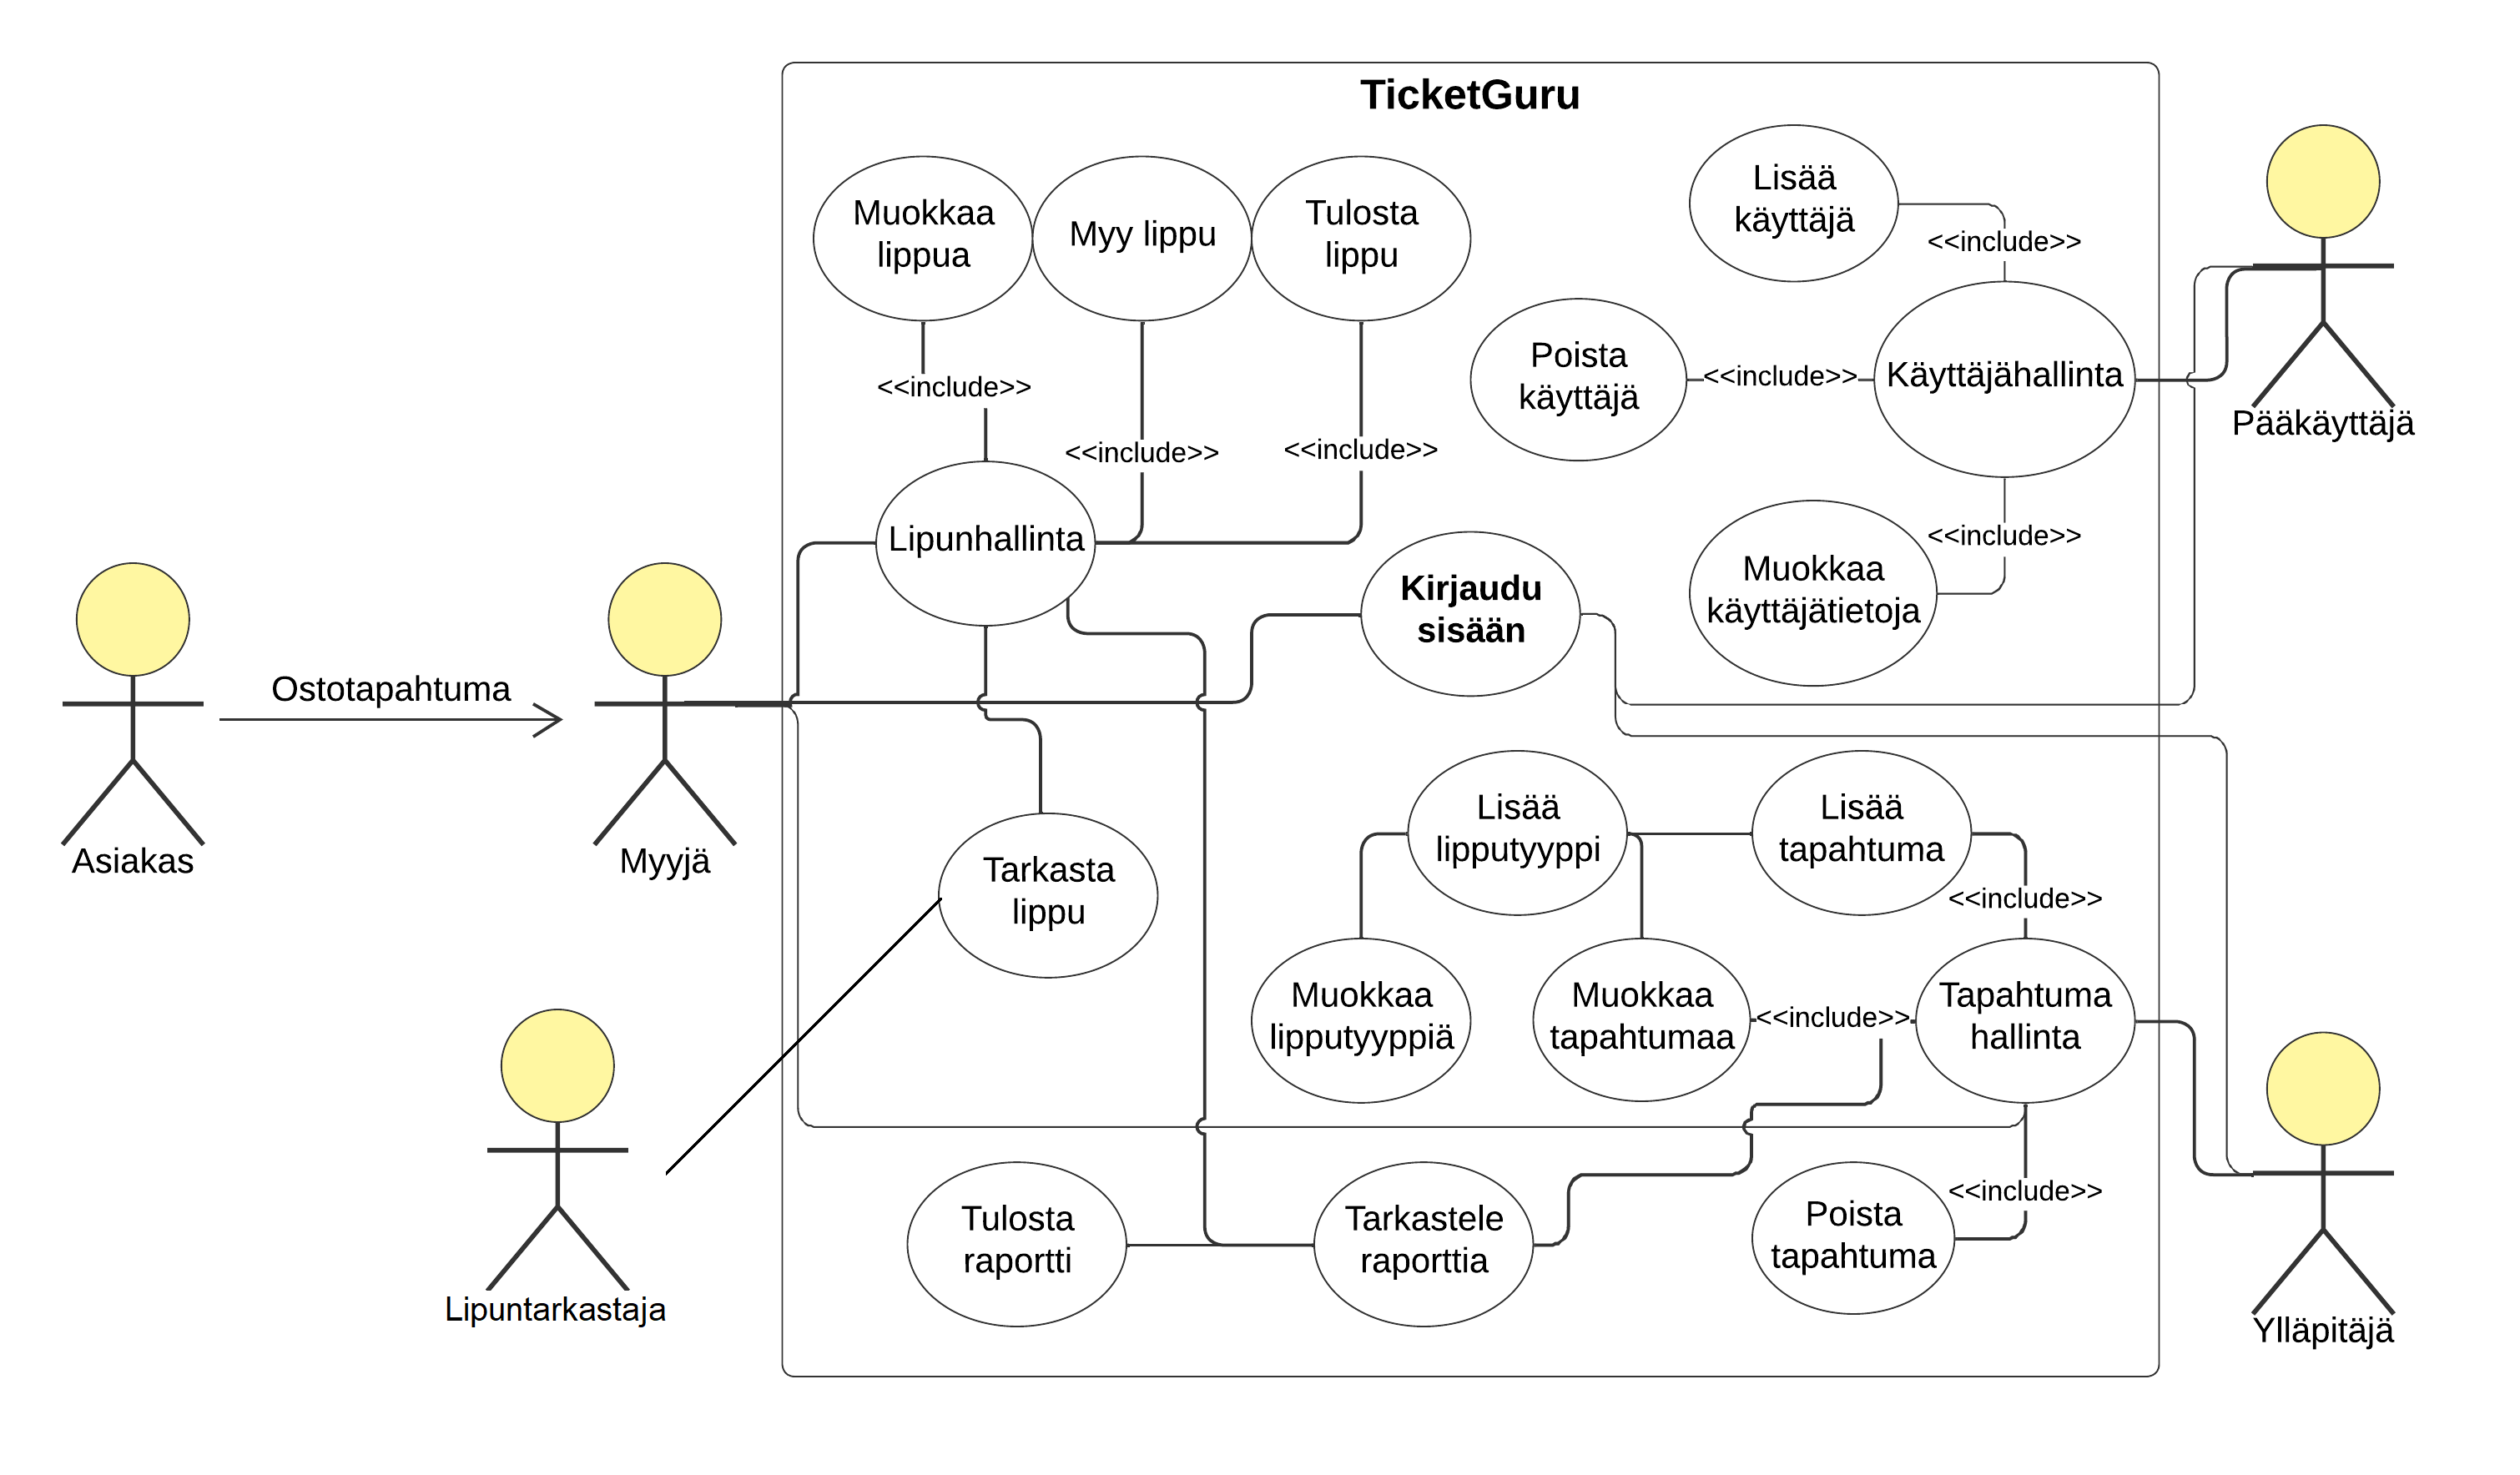 TicketGuru
Muokkaa
lippua
Myy lippu
Tulosta
lippu
Lisää
käyttäjä
<<include>>
Poista
käyttäjä
<<include>>
Käyttäjähallinta
Pääkäyttäjä
<<include>>
<<include>>
<<include>>
Lipunhallinta
<<include>>
Kirjaudu
sisään
Muokkaa
käyttäjätietoja
Ostotapahtuma
Asiakas
Myyjä
Tarkasta
lippu
Lisää
lipputyyppi
Lisää
tapahtuma
<<include>>
Muokkaa
lipputyyppiä
Muokkaa
tapahtumaa
<<include>>
Tapahtuma
hallinta
Lipuntarkastaja
Tulosta
raportti
Tarkastele
raporttia
Poista
tapahtuma
<<include>>
Ylläpitäjä